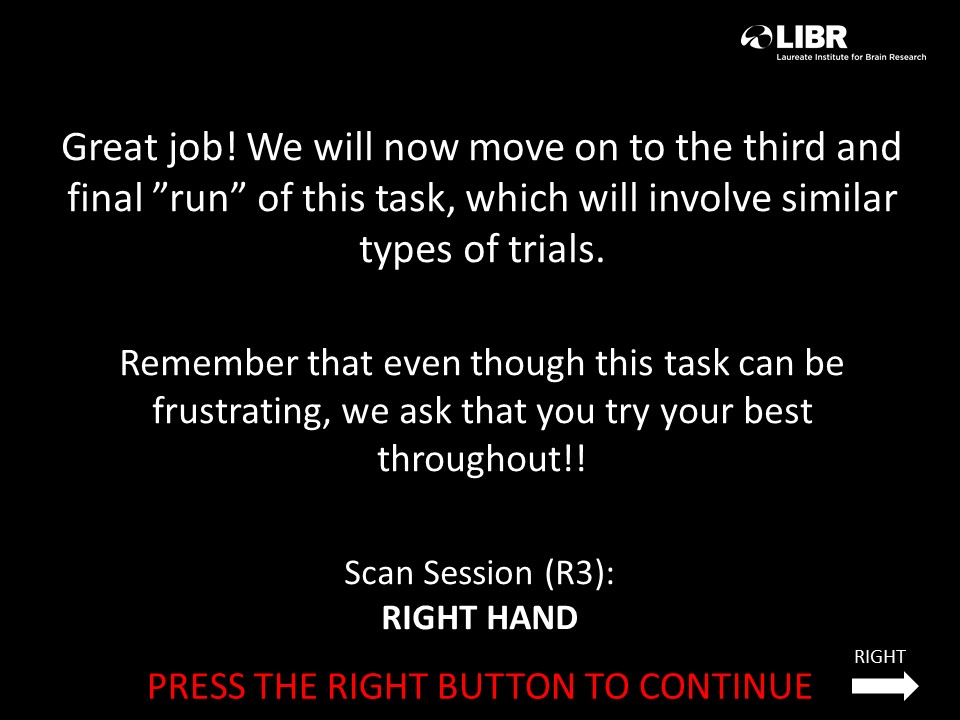 LIBR
Laureate Institute for Brain Research
Great job! We will now move on to the third and
final ”run” of this task, which will involve similar
types of trials.
Remember that even though this task can be
frustrating, we ask that you try your best
throughout!!
Scan Session (R3):
RIGHT HAND
RIGHT
PRESS THE RIGHT BUTTON TO CONTINUE